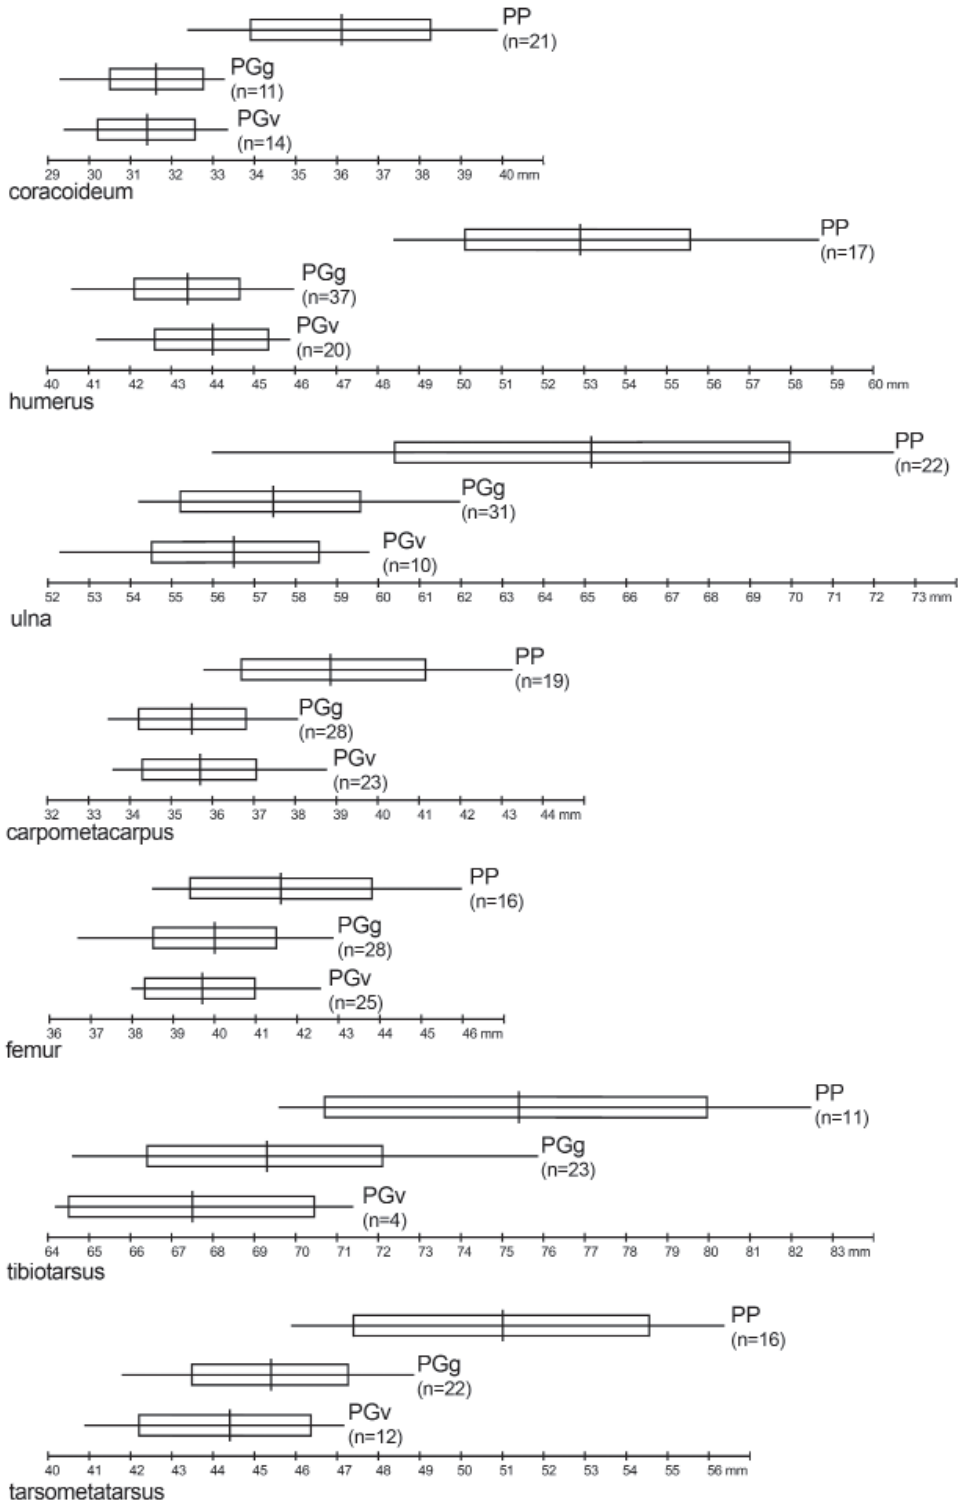 PP
(n=21)
PGg
(n=11)
PGv
(n=14)
29 30 31 32 33 34 35 36 37 38 39 40 mm
coracoideum
PP
(n=17)
PGg
(n=37)
PGv
(n=20)
40 41 42 43 44 45 46 47 48 49 50 51 52 53 54 55 56 57 58 59 60 mm
humerus
PP
(n=22)
PGg
(n=31)
PGv
(n=10)
52 53 54 55 56 57 58 59 60 61 62 63 64 65 66 67 68 69 70 71 72 73 mm
ulna
PP
(n=19)
PGg
(n=28)
PGv
(n=23)
32 33 34 35 36 37 38 39 40 41 42 43 44 mm
carpometacarpus
PP
(n=16)
PGg
(n=28)
PGv
(n=25)
36 37 38 39 40 41 42 43 44 45 46 mm
femur
PP
(n=11)
PGg
(n=23)
PGv
(n=4)
64 65 66 67 68 69 70 71 72 73 74 75 76 77 78 79 80 81 82 83 mm
tibiotarsus
PP
(n=16)
PGg
(n=22)
PGv
(n=12)
40 41 42 43 44 45 46 47 48 49 50 51 52 53 54 55 56 mm
tarsometatarsus